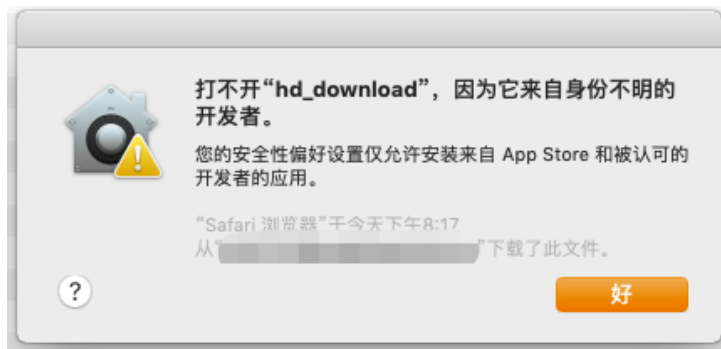 打不开“hd_download”，因为它来自身份不明的
开发者。
您的安全性偏好设置仅允许安装来自 App Store 和被认可的
开发者的应用。
“Safari 浏览器”于今天下午8:17
从“”下载了此文件。
?
好